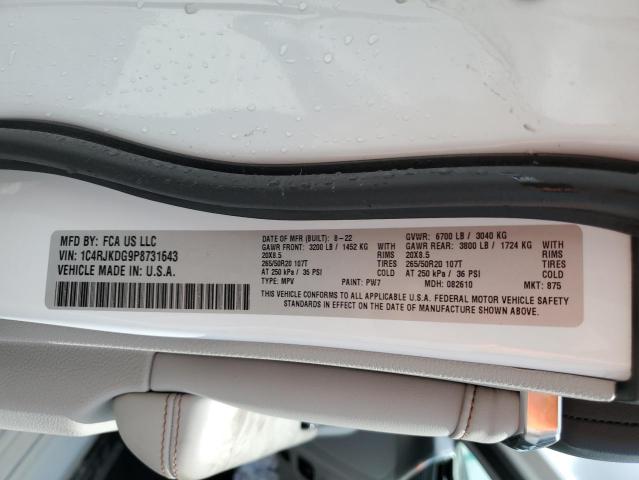 MFD BY: FCA US LLC
VIN: 1C4RJKDG9P8731643
VEHICLE MADE IN U.S.A.
DATE OF MFR (BUILT): 8-22 GVWR: 6700 LB / 3040 KG
GAWR FRONT: 3200 LB / 1452 KG WITH GAWR REAR: 3800 LB / 1724 KG WITH
20X8.5 RIMS 20X8.5 RIMS
265/50R20 107T TIRES 265/50R20 107T TIRES
AT 250 kPa / 36 PSI COLD AT 250 kPa / 36 PSI COLD
TYPE: MPV PAINT: PW7 MDH: 082610 MKT: 875
THIS VEHICLE CONFORMS TO ALL APPLICABLE U.S.A. FEDERAL MOTOR VEHICLE SAFETY
STANDARDS IN EFFECT ON THE DATE OF MANUFACTURE SHOWN ABOVE.